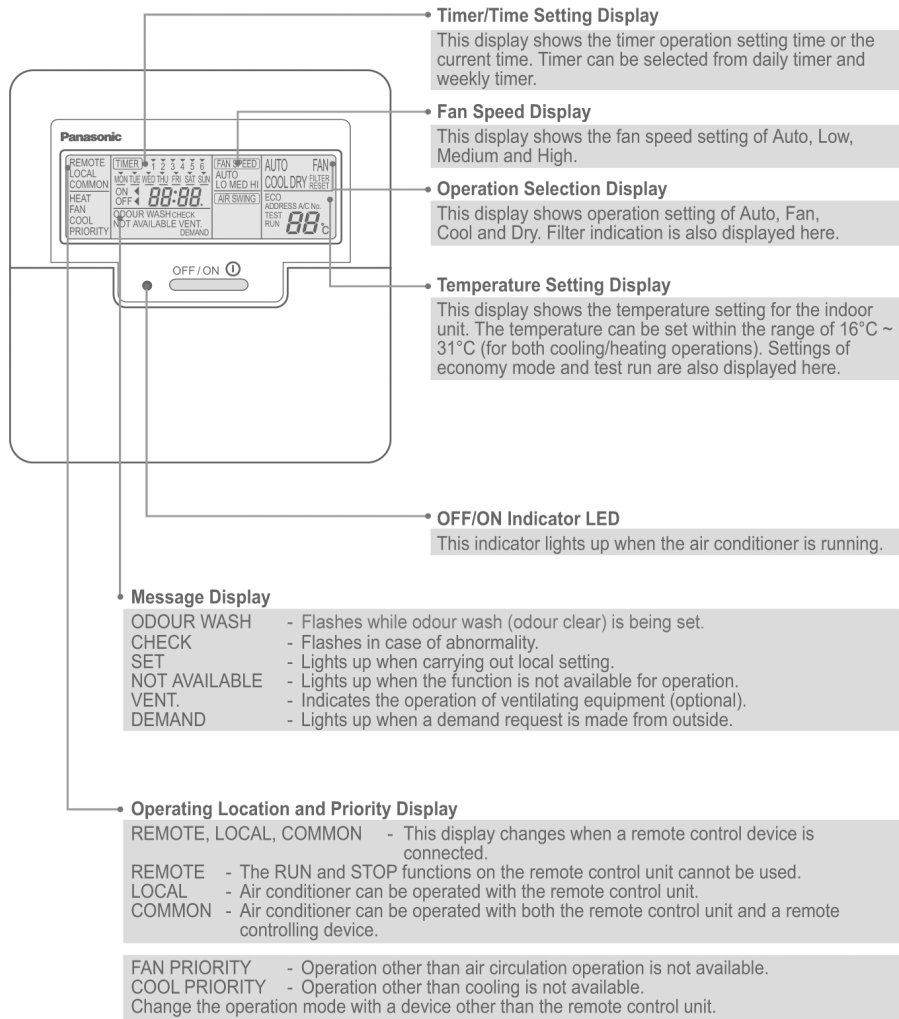 Timer/Time Setting Display
This display shows the timer operation setting time or the
current time. Timer can be selected from daily timer and
weekly timer.
Fan Speed Display
This display shows the fan speed setting of Auto, Low,
Medium and High.
Operation Selection Display
This display shows operation setting of Auto, Fan,
Cool and Dry. Filter indication is also displayed here.
Temperature Setting Display
This display shows the temperature setting for the indoor
unit. The temperature can be set within the range of 16°C ~
31°C (for both cooling/heating operations). Settings of
economy mode and test run are also displayed here.
Panasonic
REMOTE
LOCAL
COMMON
HEAT
FAN
COOL
PRIORITY
TIMER 1 2 3 4 5 6
MON TUE WED THU FRI SAT SUN
ON
OFF 88:88.
ODOUR WASH CHECK
NOT AVAILABLE VENT.
DEMAND
FAN SPEED
AUTO
LO MED HI
AIR SWING
AUTO FAN
COOL DRY FILTER
RESET
ECO
ADDRESS A/C No.
TEST
RUN 88 °C
OFF / ON
OFF/ON Indicator LED
This indicator lights up when the air conditioner is running.
Message Display
ODOUR WASH - Flashes while odour wash (odour clear) is being set.
CHECK - Flashes in case of abnormality.
SET - Lights up when carrying out local setting.
NOT AVAILABLE - Lights up when the function is not available for operation.
VENT. - Indicates the operation of ventilating equipment (optional).
DEMAND - Lights up when a demand request is made from outside.
Operating Location and Priority Display
REMOTE, LOCAL, COMMON - This display changes when a remote control device is
connected.
REMOTE - The RUN and STOP functions on the remote control unit cannot be used.
LOCAL - Air conditioner can be operated with the remote control unit.
COMMON - Air conditioner can be operated with both the remote control unit and a remote
controlling device.
FAN PRIORITY - Operation other than air circulation operation is not available.
COOL PRIORITY - Operation other than cooling is not available.
Change the operation mode with a device other than the remote control unit.